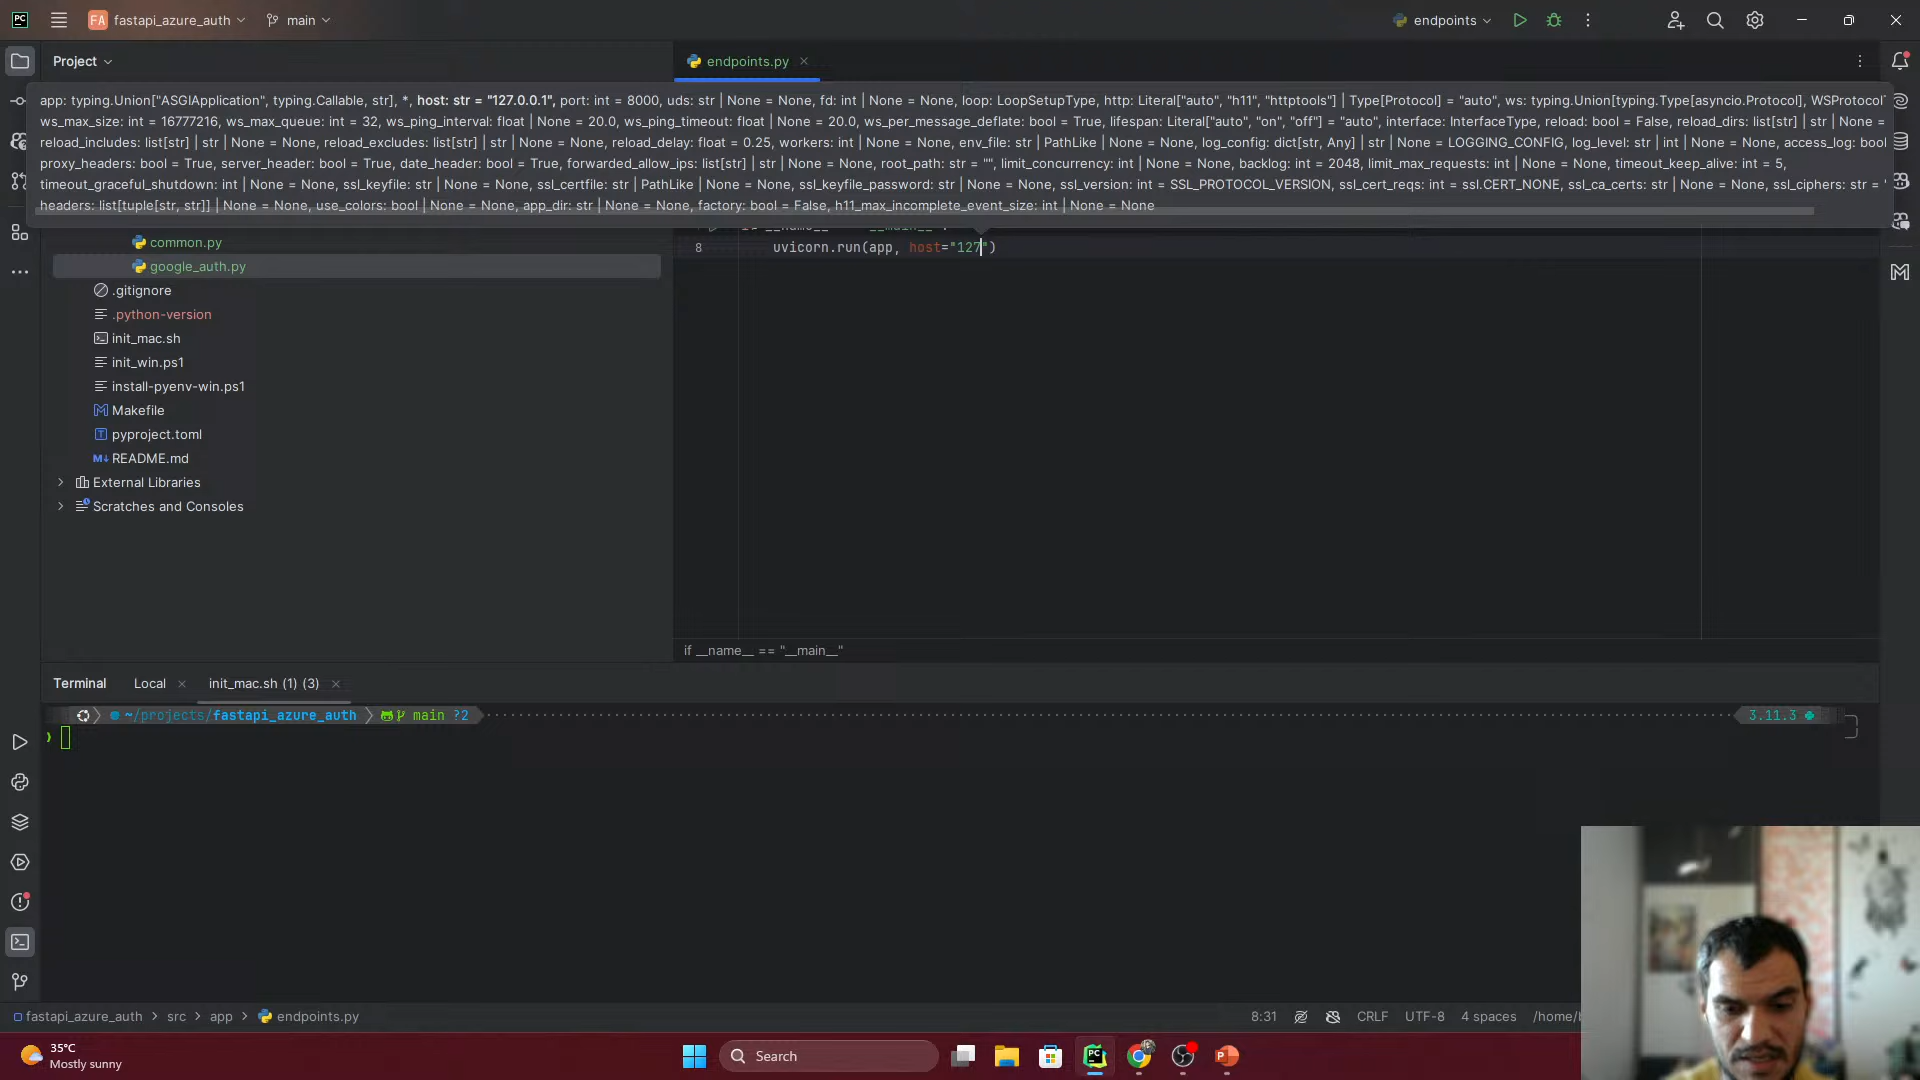 PC
FA fastapi_azure_auth
main
endpoints
Project
endpoints.py
app: typing.Union["ASGIApplication", typing.Callable, str], *, host: str = "127.0.0.1", port: int = 8000, uds: str | None = None, fd: int | None = None, loop: LoopSetupType, http: Literal["auto", "h11", "httptools"] | Type[Protocol] = "auto", ws: typing.Union[typing.Type[asyncio.Protocol], WSProtocol
ws_max_size: int = 16777216, ws_max_queue: int = 32, ws_ping_interval: float | None = 20.0, ws_ping_timeout: float | None = 20.0, ws_per_message_deflate: bool = True, lifespan: Literal["auto", "on", "off"] = "auto", interface: InterfaceType, reload: bool = False, reload_dirs: list[str] | str | None =
reload_includes: list[str] | str | None = None, reload_excludes: list[str] | str | None = None, reload_delay: float = 0.25, workers: int | None = None, env_file: str | PathLike | None = None, log_config: dict[str, Any] | str | None = LOGGING_CONFIG, log_level: str | int | None = None, access_log: bool
proxy_headers: bool = True, server_header: bool = True, date_header: bool = True, forwarded_allow_ips: list[str] | str | None = None, root_path: str = "", limit_concurrency: int | None = None, backlog: int = 2048, limit_max_requests: int | None = None, timeout_keep_alive: int = 5,
timeout_graceful_shutdown: int | None = None, ssl_keyfile: str | None = None, ssl_certfile: str | PathLike | None = None, ssl_keyfile_password: str | None = None, ssl_version: int = SSL_PROTOCOL_VERSION, ssl_cert_reqs: int = ssl.CERT_NONE, ssl_ca_certs: str | None = None, ssl_ciphers: str = "
headers: list[tuple[str, str]] | None = None, use_colors: bool | None = None, app_dir: str | None = None, factory: bool = False, h11_max_incomplete_event_size: int | None = None
common.py
8 uvicorn.run(app, host="127")
google_auth.py
.gitignore
.python-version
init_mac.sh
init_win.ps1
install-pyenv-win.ps1
Makefile
pyproject.toml
README.md
External Libraries
Scratches and Consoles
if __name__ == "__main__"
Terminal
Local
init_mac.sh (1) (3)
~/projects/fastapi_azure_auth
main ?2
3.11.3
fastapi_azure_auth > src > app > endpoints.py
8:31
CRLF
UTF-8
4 spaces
35°C
Mostly sunny
Search